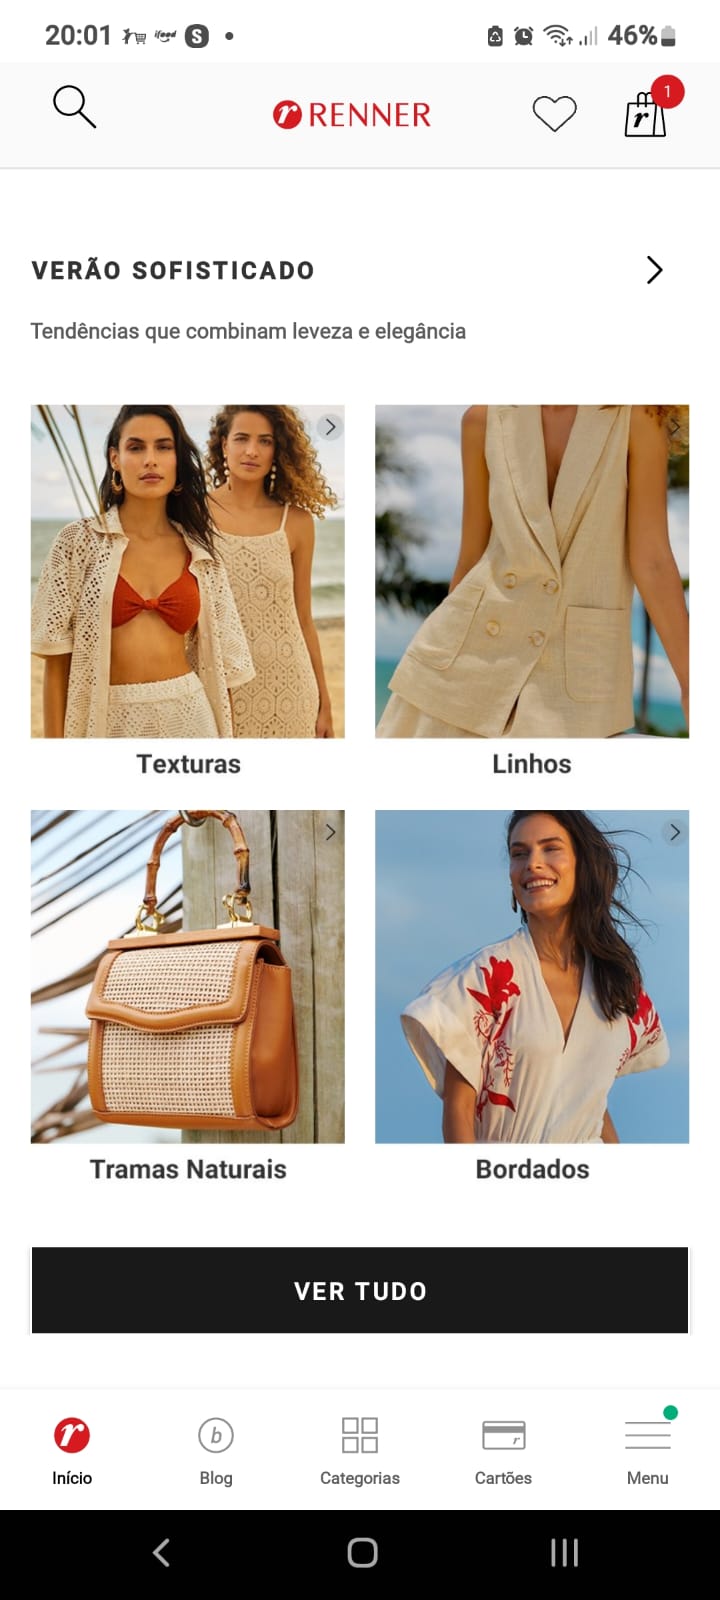 20:01 ifood S 46%
r RENNER 1
r
VERÃO SOFISTICADO
Tendências que combinam leveza e elegância
Texturas
Linhos
Tramas Naturais
Bordados
VER TUDO
r b r
Início Blog Categorias Cartões Menu